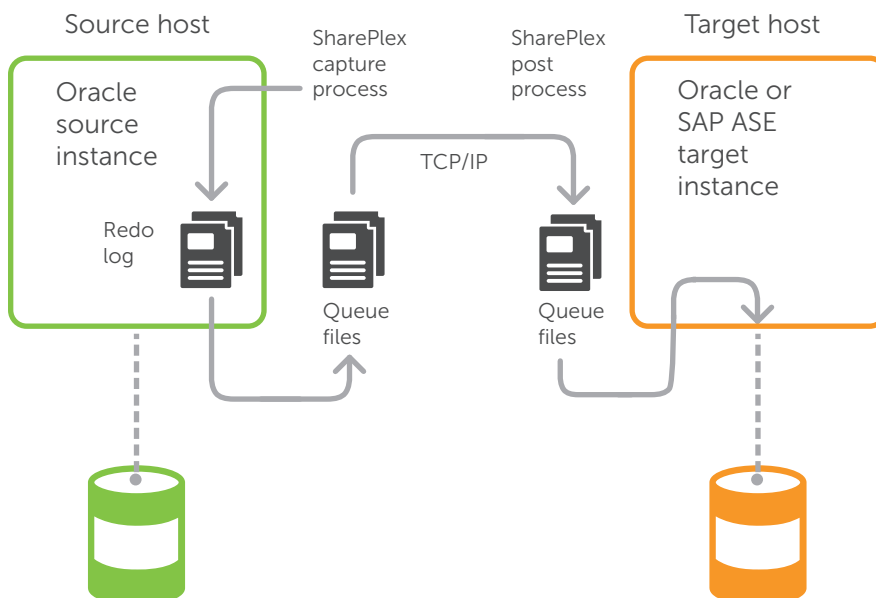 Source host
SharePlex
capture
process
SharePlex
post
process
Target host
Oracle
source
instance
Oracle or
SAP ASE
target
instance
TCP/IP
Redo
log
Queue
files
Queue
files